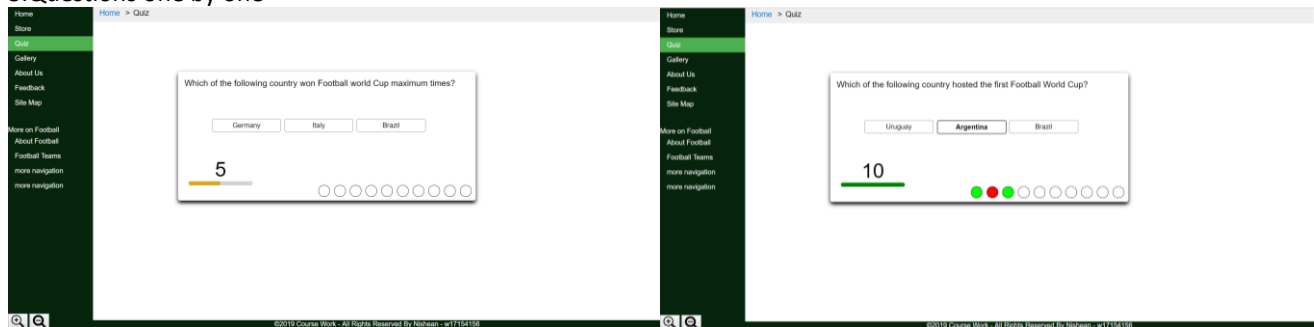 Questions one by one
Home
Home > Quiz
Store
Quiz
Gallery
About Us
Feedback
Site Map
More on Football
About Football
Football Teams
more navigation
more navigation
Which of the following country won Football world Cup maximum times?
Germany Italy Brazil
5
©2019 Course Work - All Rights Reserved By Nishean - w17154156
Home
Home > Quiz
Store
Quiz
Gallery
About Us
Feedback
Site Map
More on Football
About Football
Football Teams
more navigation
more navigation
Which of the following country hosted the first Football World Cup?
Uruguay Argentina Brazil
10
©2019 Course Work - All Rights Reserved By Nishean - w17154156